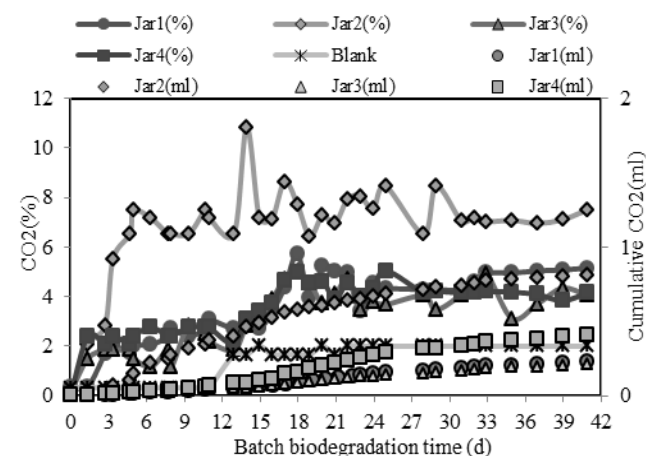 Jar1(%) Jar2(%) Jar3(%)
Jar4(%) Blank Jar1(ml)
Jar2(ml) Jar3(ml) Jar4(ml)
12 2
10
8
6 1
4
2
0 0
0 3 6 9 12 15 18 21 24 27 30 33 36 39 42
CO2(%)
Cumulative CO2(ml)
Batch biodegradation time (d)